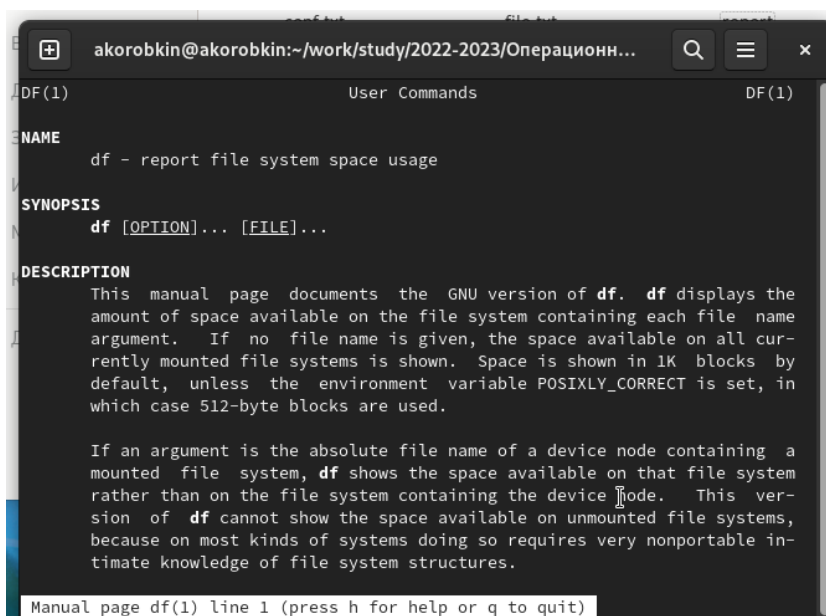 conf.txt file.txt report
akorobkin@akorobkin:~/work/study/2022-2023/Операционн...
DF(1) User Commands DF(1)
NAME
df - report file system space usage
SYNOPSIS
df [OPTION]... [FILE]...
DESCRIPTION
This manual page documents the GNU version of df. df displays the
amount of space available on the file system containing each file name
argument. If no file name is given, the space available on all cur-
rently mounted file systems is shown. Space is shown in 1K blocks by
default, unless the environment variable POSIXLY_CORRECT is set, in
which case 512-byte blocks are used.
If an argument is the absolute file name of a device node containing a
mounted file system, df shows the space available on that file system
rather than on the file system containing the device node. This ver-
sion of df cannot show the space available on unmounted file systems,
because on most kinds of systems doing so requires very nonportable in-
timate knowledge of file system structures.
Manual page df(1) line 1 (press h for help or q to quit)